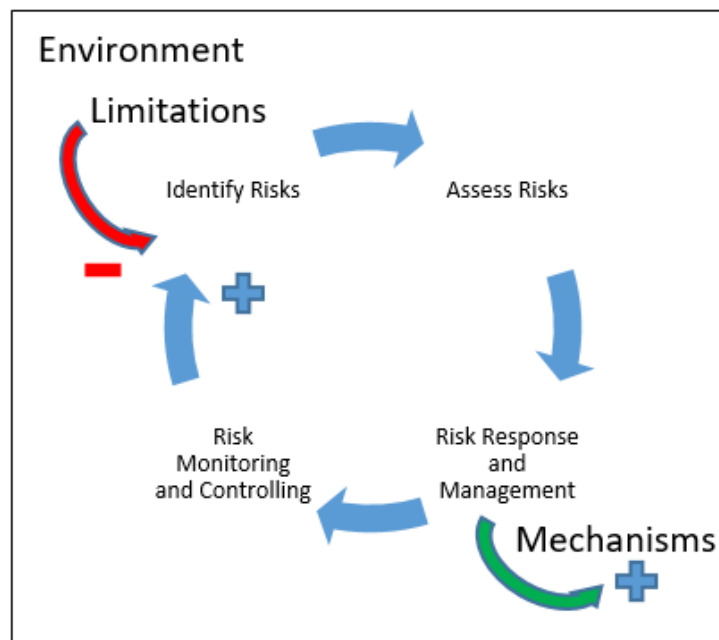 Environment
Limitations
Identify Risks
Assess Risks
Risk
Monitoring
and Controlling
Risk Response
and
Management
Mechanisms